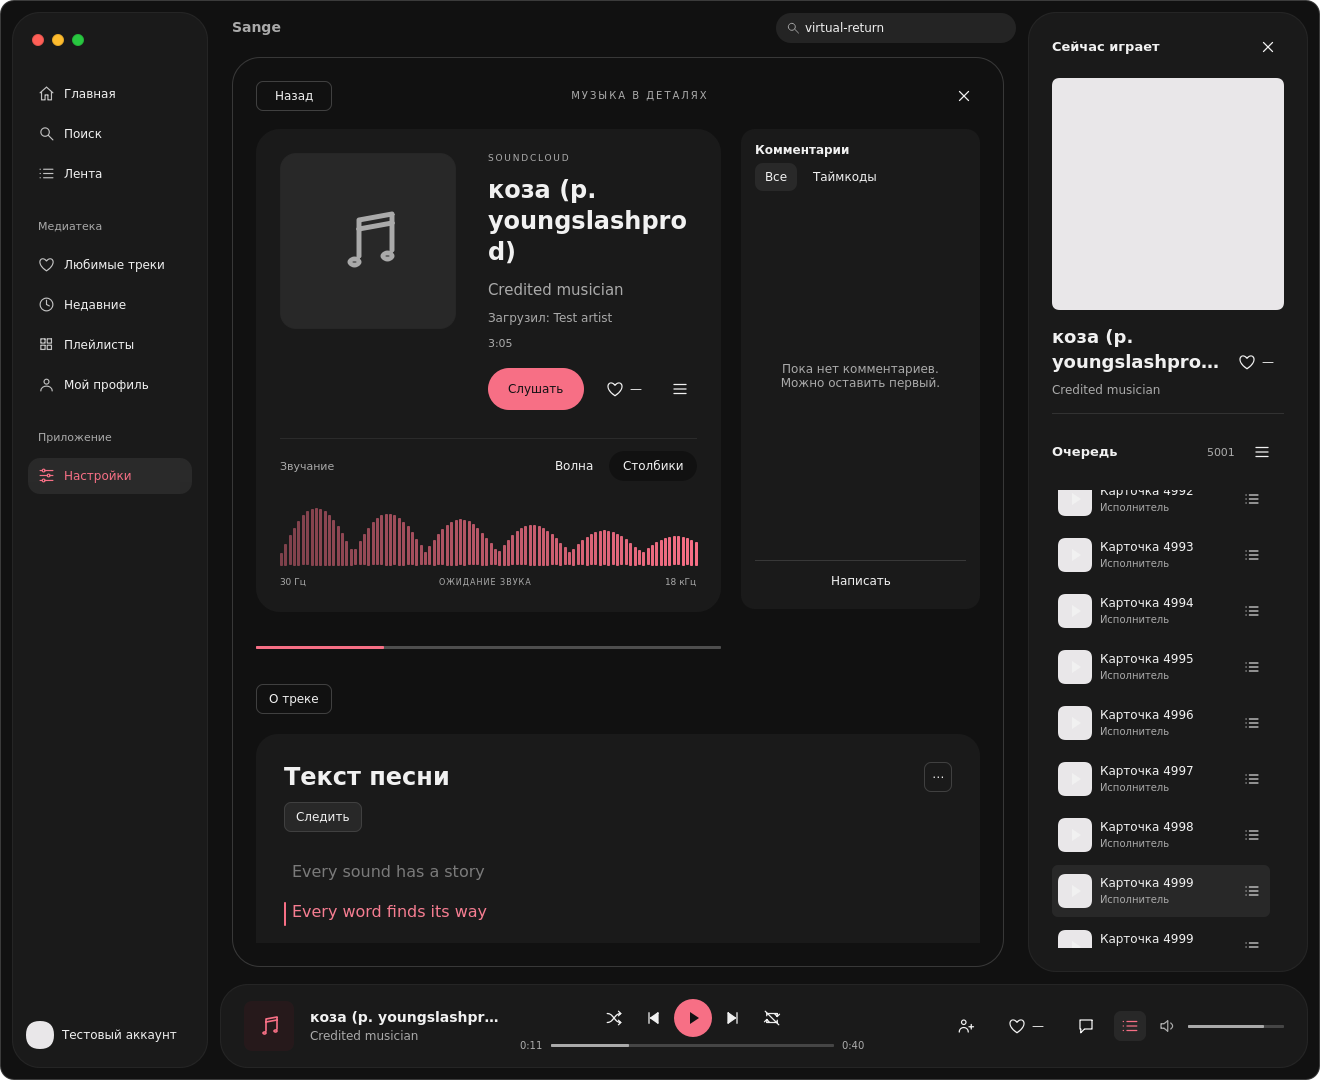 Sange
virtual-return
Главная
Поиск
Лента
Медиатека
Любимые треки
Недавние
Плейлисты
Мой профиль
Приложение
Настройки
Тестовый аккаунт
Назад
МУЗЫКА В ДЕТАЛЯХ
SOUNDCLOUD
коза (p.
youngslashpro
d)
Credited musician
Загрузил: Test artist
3:05
Слушать
—
Звучание
Волна
Столбики
30 Гц
ОЖИДАНИЕ ЗВУКА
18 кГц
Комментарии
Все
Таймкоды
Пока нет комментариев.
Можно оставить первый.
Написать
О треке
Текст песни
...
Следить
Every sound has a story
Every word finds its way
Сейчас играет
коза (p.
youngslashpro...
—
Credited musician
Очередь
5001
Карточка 4992
Исполнитель
Карточка 4993
Исполнитель
Карточка 4994
Исполнитель
Карточка 4995
Исполнитель
Карточка 4996
Исполнитель
Карточка 4997
Исполнитель
Карточка 4998
Исполнитель
Карточка 4999
Исполнитель
Карточка 4999
коза (p. youngslashpr...
Credited musician
0:11
0:40
—